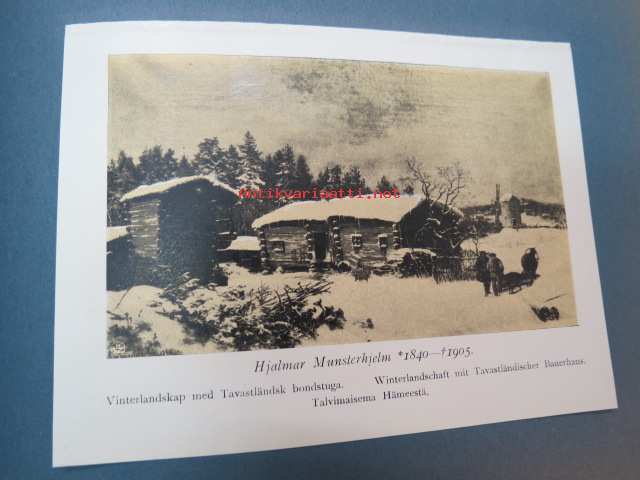 Antikvariaatti.net
Hjalmar Munsterhjelm *1840—†1905.
Vinterlandskap med Tavastländsk bondstuga. Winterlandschaft mit Tavastländischer Bauerhaus.
Talvimaisema Hämeestä.